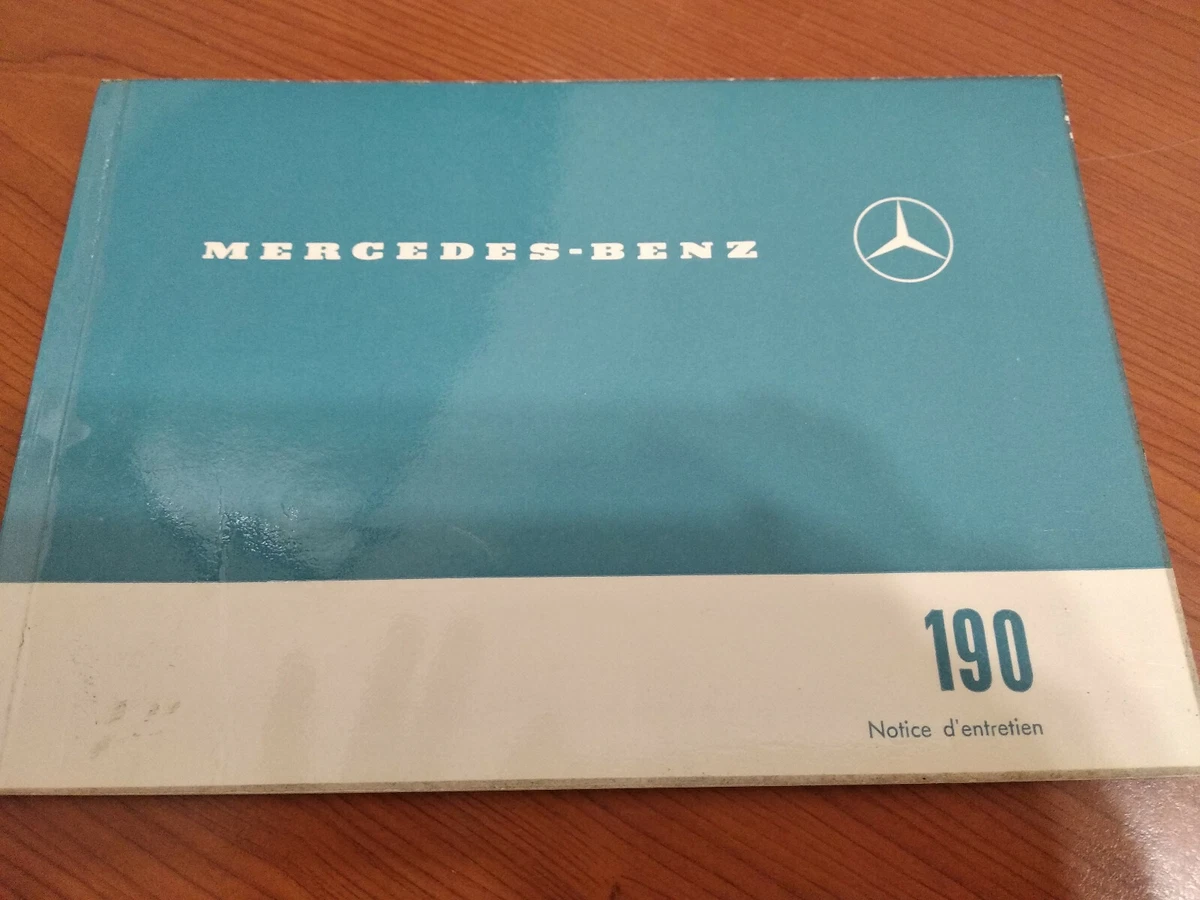 MERCEDES-BENZ
190
Notice d'entretien